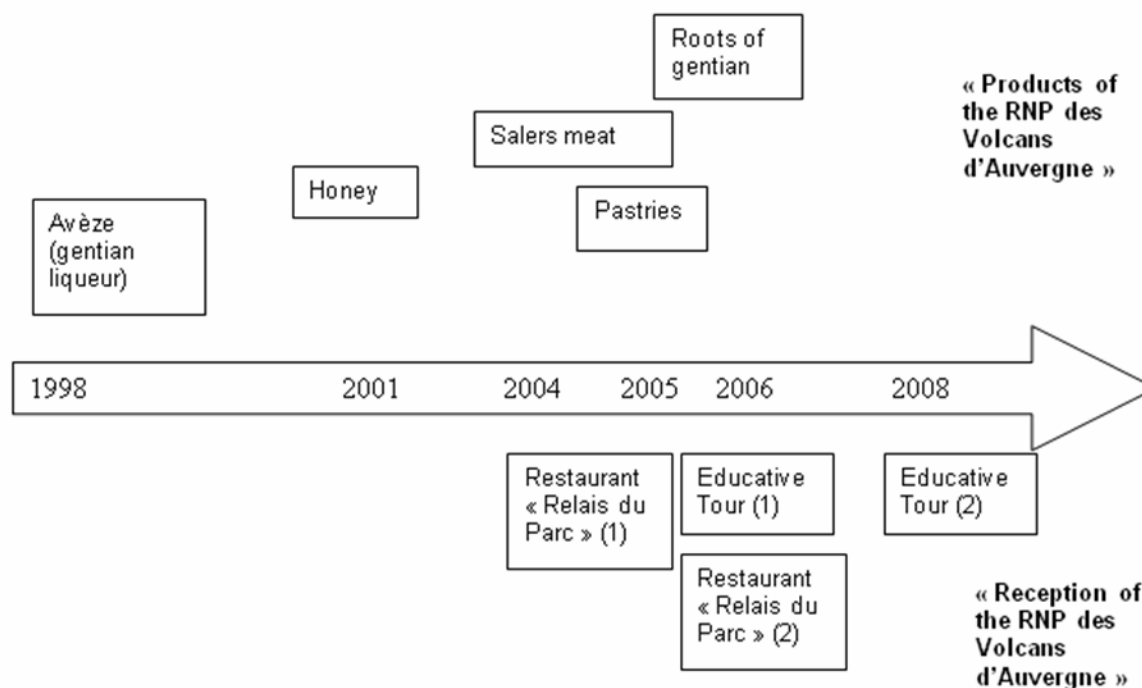 Roots of
gentian
« Products of
the RNP des
Volcans
d'Auvergne »
Salers meat
Honey
Pastries
Avèze
(gentian
liqueur)
1998
2001
2004
2005
2006
2008
Restaurant
« Relais du
Parc » (1)
Educative
Tour (1)
Educative
Tour (2)
Restaurant
« Relais du
Parc » (2)
« Reception of
the RNP des
Volcans
d'Auvergne »